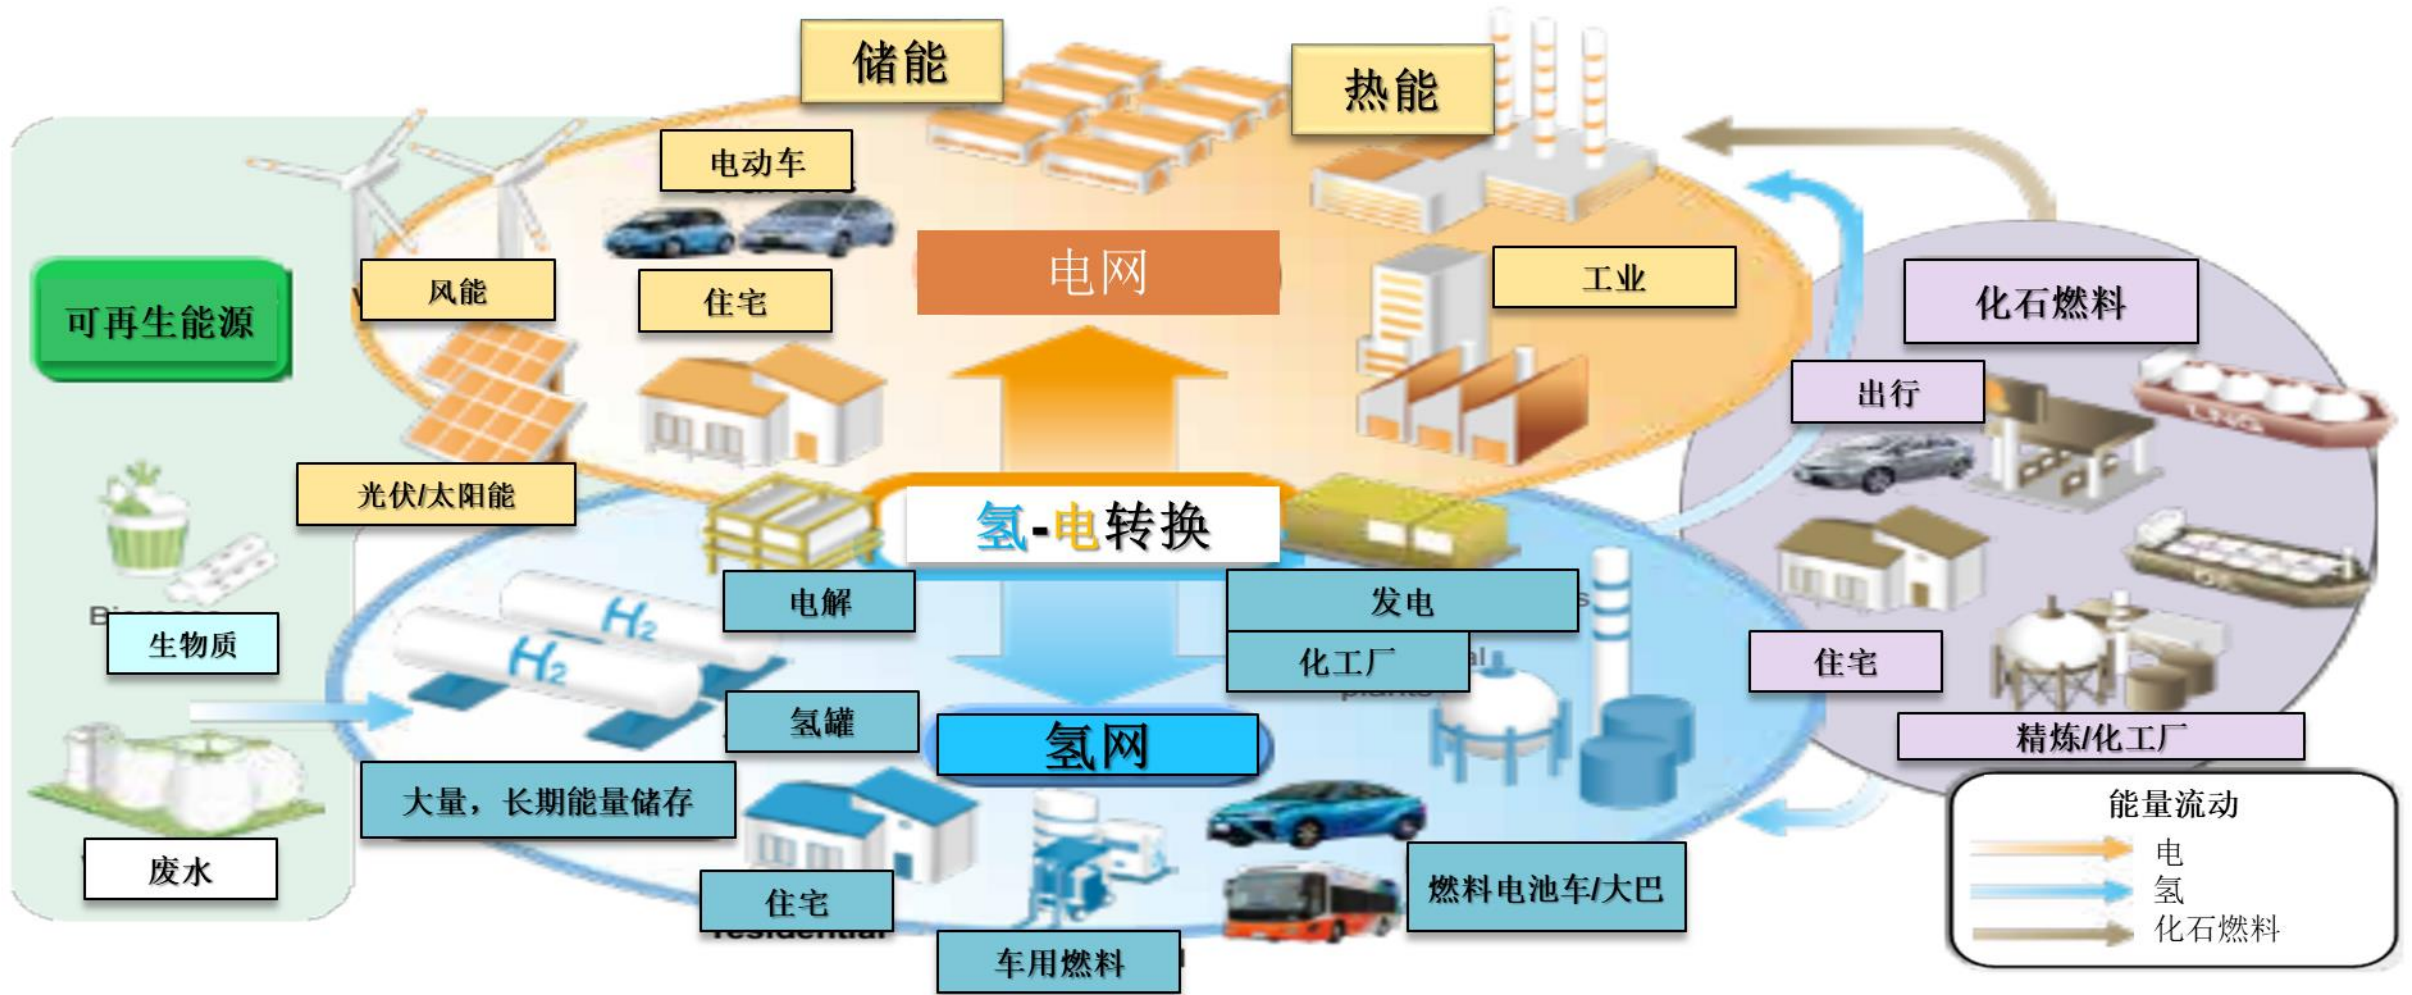 储能
热能
电动车
电网
风能
住宅
工业
可再生能源
化石燃料
出行
LNG
光伏/太阳能
氢-电转换
电解
发电
H2
H2
生物质
化工厂
住宅
氢罐
氢网
精炼/化工厂
大量，长期能量储存
能量流动
电
氢
化石燃料
废水
住宅
燃料电池车/大巴
车用燃料